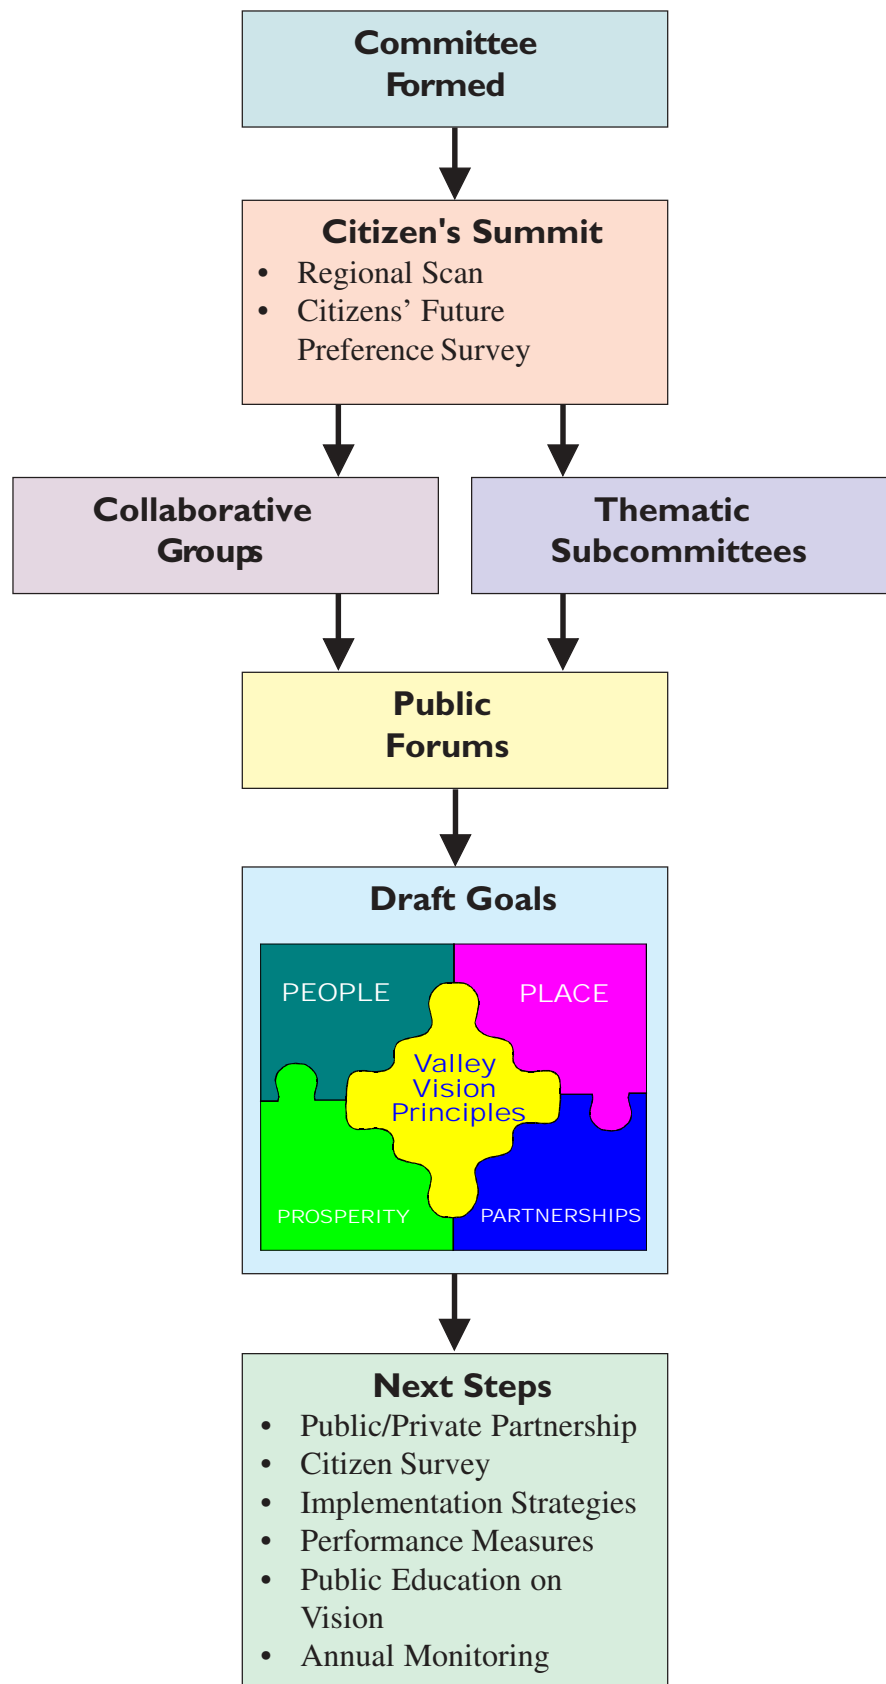 Committee
Formed
Citizen's Summit
• Regional Scan
• Citizens’ Future
Preference Survey
Collaborative
Groups
Thematic
Subcommittees
Public
Forums
Draft Goals
PEOPLE
PLACE
Valley
Vision
Principles
PROSPERITY
PARTNERSHIPS
Next Steps
• Public/Private Partnership
• Citizen Survey
• Implementation Strategies
• Performance Measures
• Public Education on
Vision
• Annual Monitoring